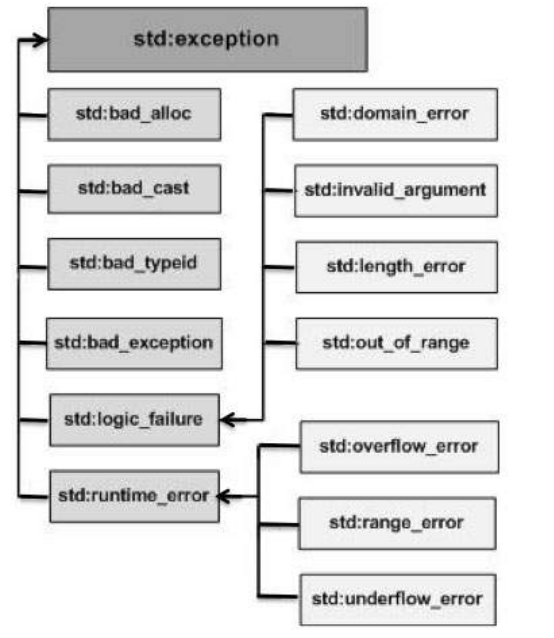 std:exception
std:bad_alloc
std:bad_cast
std:bad_typeid
std:bad_exception
std:logic_failure
std:runtime_error
std:domain_error
std:invalid_argument
std:length_error
std:out_of_range
std:overflow_error
std:range_error
std:underflow_error